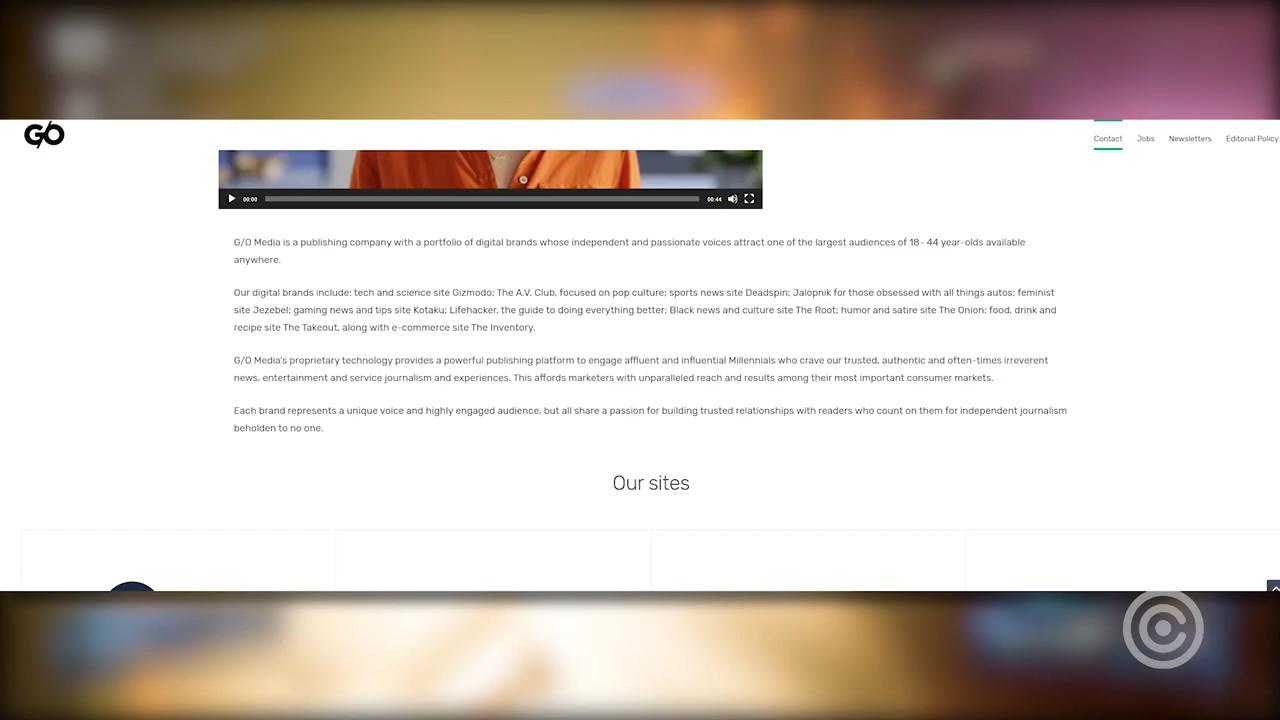 G/O
Contact Jobs Newsletters Editorial Policy
00:00 00:44
G/O Media is a publishing company with a portfolio of digital brands whose independent and passionate voices attract one of the largest audiences of 18- 44 year-olds available
anywhere.
Our digital brands include: tech and science site Gizmodo; The A.V. Club, focused on pop culture; sports news site Deadspin; Jalopnik for those obsessed with all things autos; feminist
site Jezebel; gaming news and tips site Kotaku; Lifehacker, the guide to doing everything better; Black news and culture site The Root; humor and satire site The Onion; food, drink and
recipe site The Takeout, along with e-commerce site The Inventory.
G/O Media's proprietary technology provides a powerful publishing platform to engage affluent and influential Millennials who crave our trusted, authentic and often-times irreverent
news, entertainment and service journalism and experiences. This affords marketers with unparalleled reach and results among their most important consumer markets.
Each brand represents a unique voice and highly engaged audience, but all share a passion for building trusted relationships with readers who count on them for independent journalism
beholden to no one.
Our sites